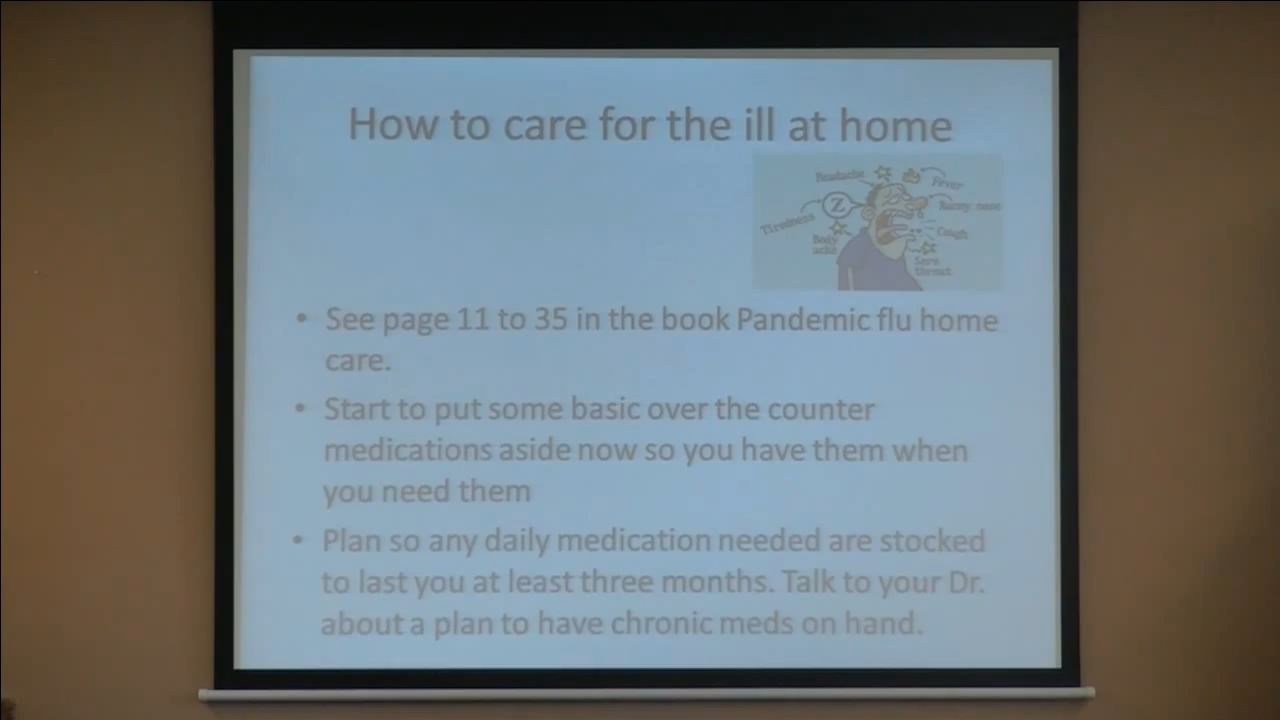 How to care for the ill at home
Headache
Fever
Runny nose
Z
Tiredness
Cough
Body
ache
Sore
throat
• See page 11 to 35 in the book Pandemic flu home
care.
• Start to put some basic over the counter
medications aside now so you have them when
you need them
• Plan so any daily medication needed are stocked
to last you at least three months. Talk to your Dr.
about a plan to have chronic meds on hand.